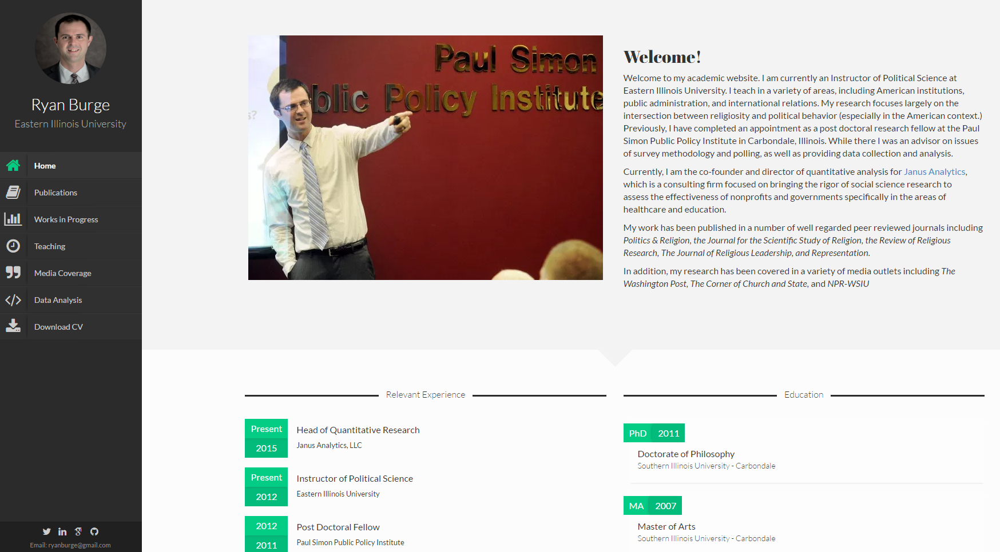 Ryan Burge
Eastern Illinois University
Home
Publications
Works in Progress
Teaching
Media Coverage
Data Analysis
Download CV
Email: ryanburge@gmail.com
Paul Simon
blic Policy Institute
s?
Welcome!
Welcome to my academic website. I am currently an Instructor of Political Science at
Eastern Illinois University. I teach in a variety of areas, including American institutions,
public administration, and international relations. My research focuses largely on the
intersection between religiosity and political behavior (especially in the American context.)
Previously, I have completed an appointment as a post doctoral research fellow at the Paul
Simon Public Policy Institute in Carbondale, Illinois. While there I was an advisor on issues
of survey methodology and polling, as well as providing data collection and analysis.
Currently, I am the co-founder and director of quantitative analysis for Janus Analytics,
which is a consulting firm focused on bringing the rigor of social science research to
assess the effectiveness of nonprofits and governments specifically in the areas of
healthcare and education.
My work has been published in a number of well regarded peer reviewed journals including
Politics & Religion, the Journal for the Scientific Study of Religion, the Review of Religious
Research, The Journal of Religious Leadership, and Representation.
In addition, my research has been covered in a variety of media outlets including The
Washington Post, The Corner of Church and State, and NPR-WSIU
Relevant Experience
Present
2015
Head of Quantitative Research
Janus Analytics, LLC
Present
2012
Instructor of Political Science
Eastern Illinois University
2012
2011
Post Doctoral Fellow
Paul Simon Public Policy Institute
Education
PhD 2011
Doctorate of Philosophy
Southern Illinois University - Carbondale
MA 2007
Master of Arts
Southern Illinois University - Carbondale